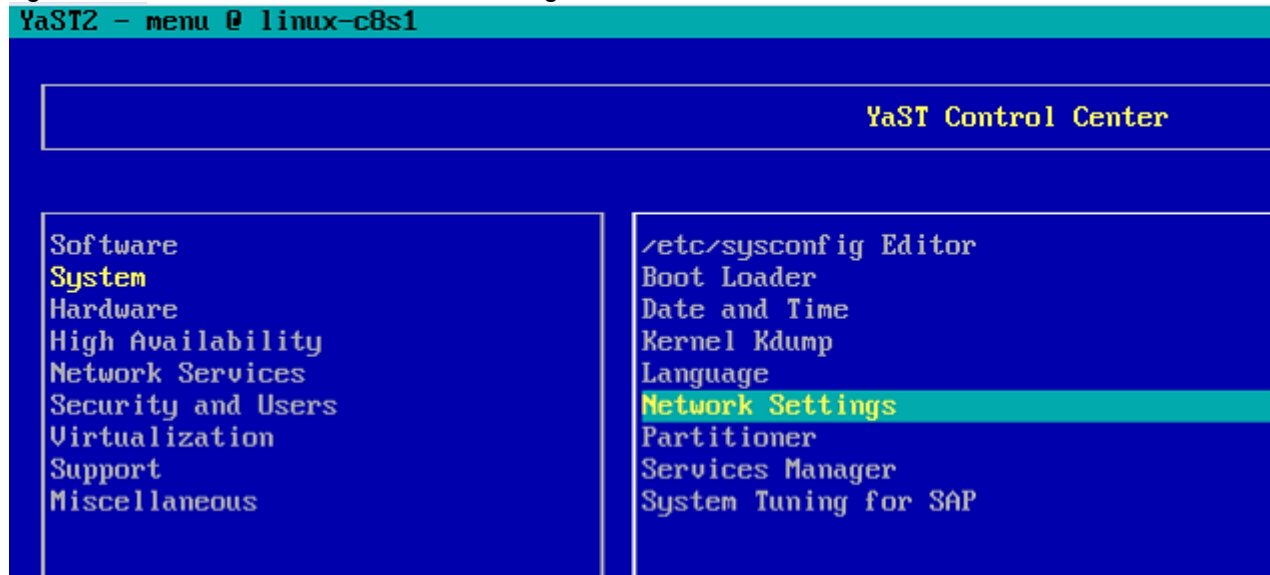 YaST2 - menu @ linux-c8s1
YaST Control Center
Software
System
Hardware
High Availability
Network Services
Security and Users
Virtualization
Support
Miscellaneous
/etc/sysconfig Editor
Boot Loader
Date and Time
Kernel Kdump
Language
Network Settings
Partitioner
Services Manager
System Tuning for SAP